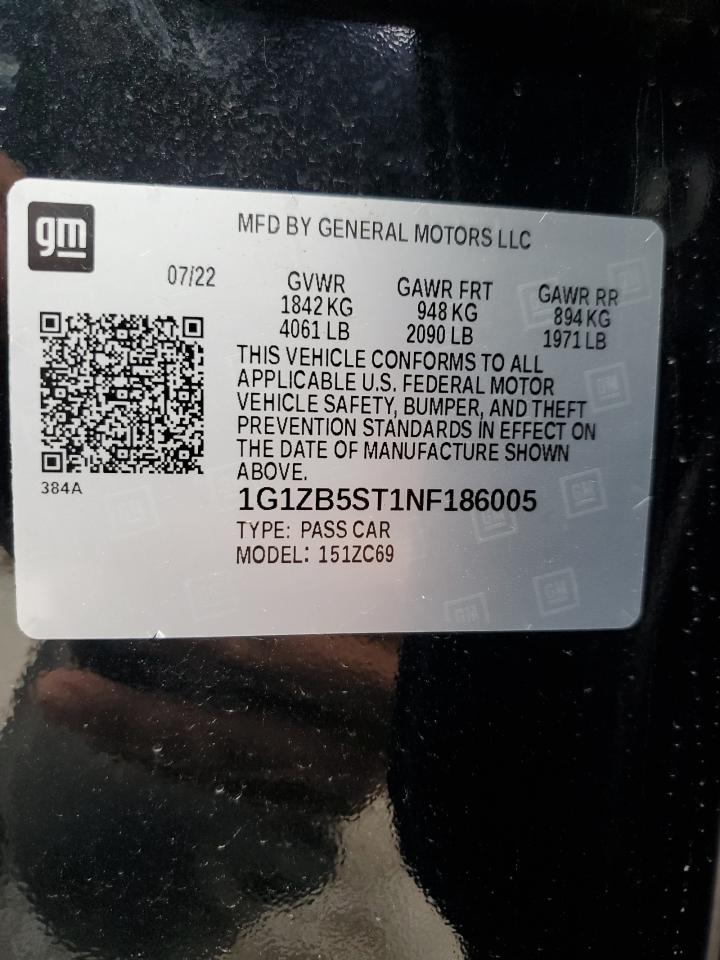 gm
MFD BY GENERAL MOTORS LLC
07/22
GVWR
1842 KG
4061 LB
GAWR FRT
948 KG
2090 LB
GAWR RR
894 KG
1971 LB
THIS VEHICLE CONFORMS TO ALL
APPLICABLE U.S. FEDERAL MOTOR
VEHICLE SAFETY, BUMPER, AND THEFT
PREVENTION STANDARDS IN EFFECT ON
THE DATE OF MANUFACTURE SHOWN
ABOVE.
384A
1G1ZB5ST1NF186005
TYPE: PASS CAR
MODEL: 151ZC69